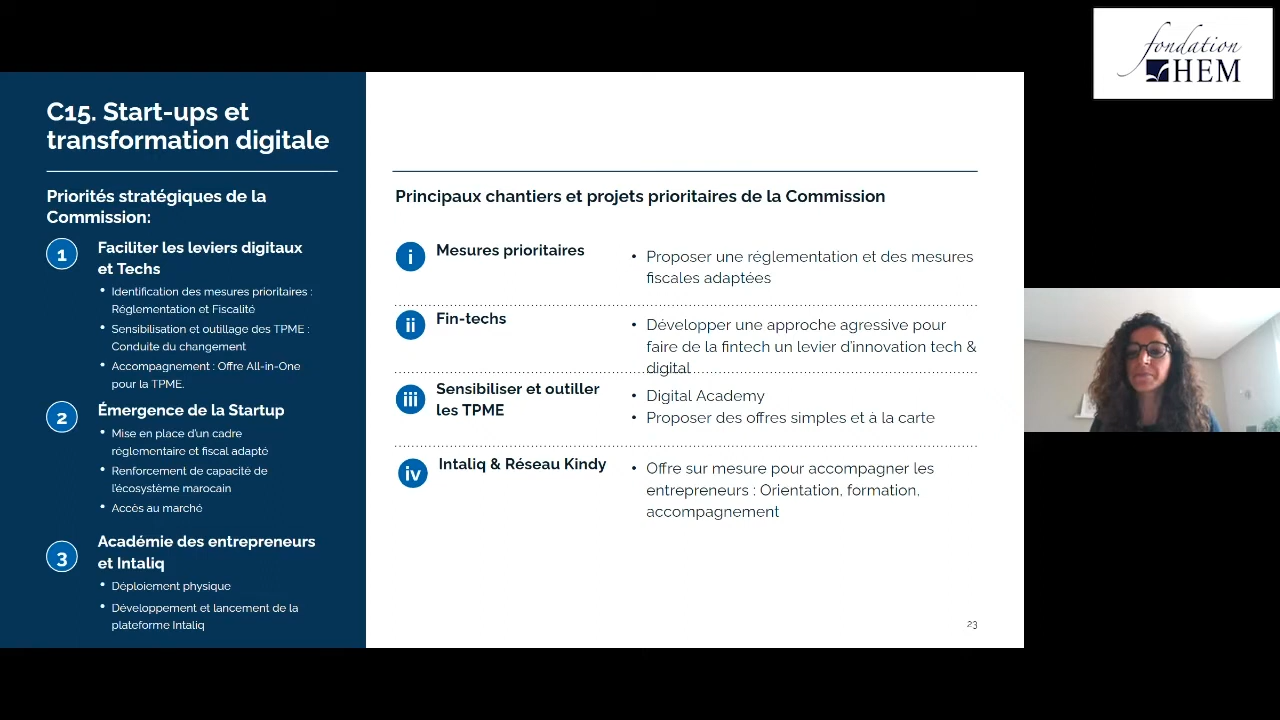 fondation
HEM
C15. Start-ups et
transformation digitale
Priorités stratégiques de la
Commission:
1
Faciliter les leviers digitaux
et Techs
• Identification des mesures prioritaires :
Réglementation et Fiscalité
• Sensibilisation et outillage des TPME :
Conduite du changement
• Accompagnement : Offre All-in-One
pour la TPME.
2
Émergence de la Startup
• Mise en place d'un cadre
réglementaire et fiscal adapté
• Renforcement de capacité de
l'écosystème marocain
• Accès au marché
3
Académie des entrepreneurs
et Intaliq
• Déploiement physique
• Développement et lancement de la
plateforme Intaliq
Principaux chantiers et projets prioritaires de la Commission
i
Mesures prioritaires
• Proposer une réglementation et des mesures
fiscales adaptées
ii
Fin-techs
• Développer une approche agressive pour
faire de la fintech un levier d'innovation tech &
digital
iii
Sensibiliser et outiller
les TPME
• Digital Academy
• Proposer des offres simples et à la carte
iv
Intaliq & Réseau Kindy
• Offre sur mesure pour accompagner les
entrepreneurs : Orientation, formation,
accompagnement
23